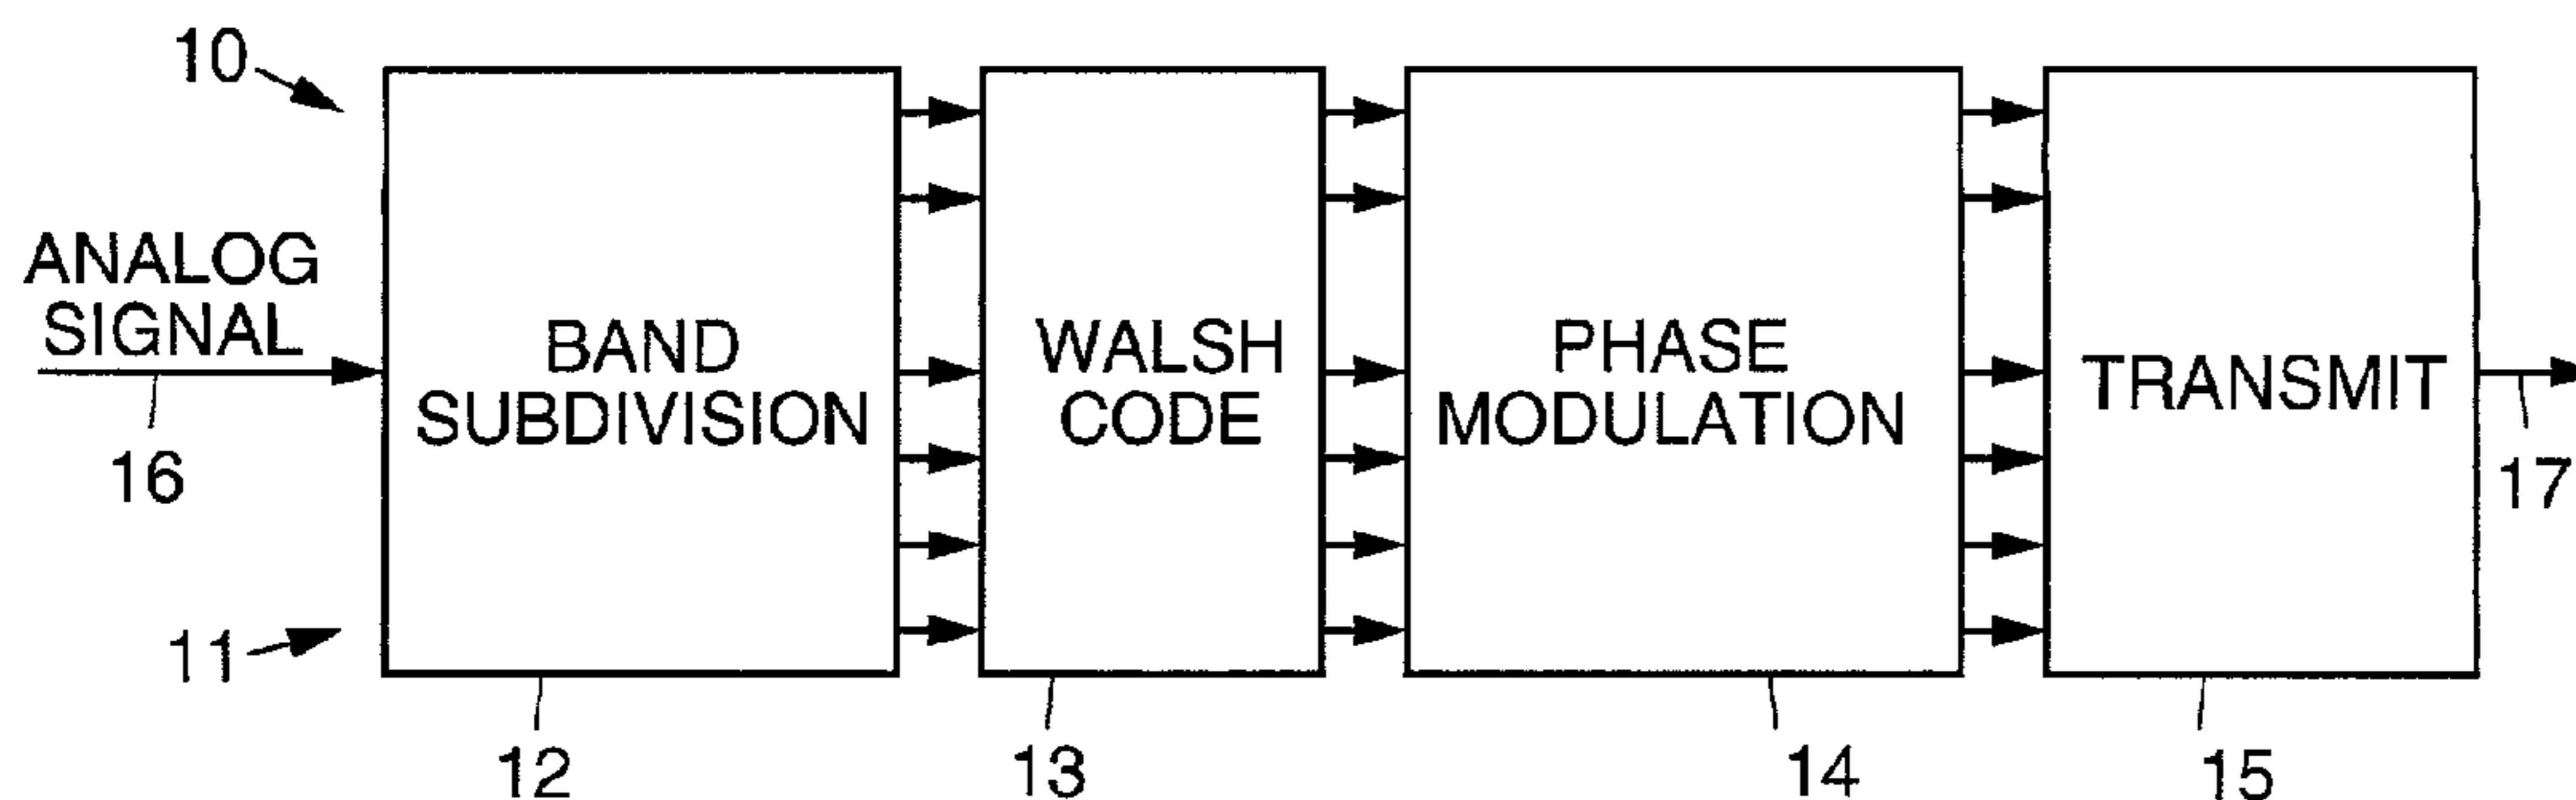 10
ANALOG
SIGNAL
16
11
BAND
SUBDIVISION
12
WALSH
CODE
13
PHASE
MODULATION
14
TRANSMIT
15
17